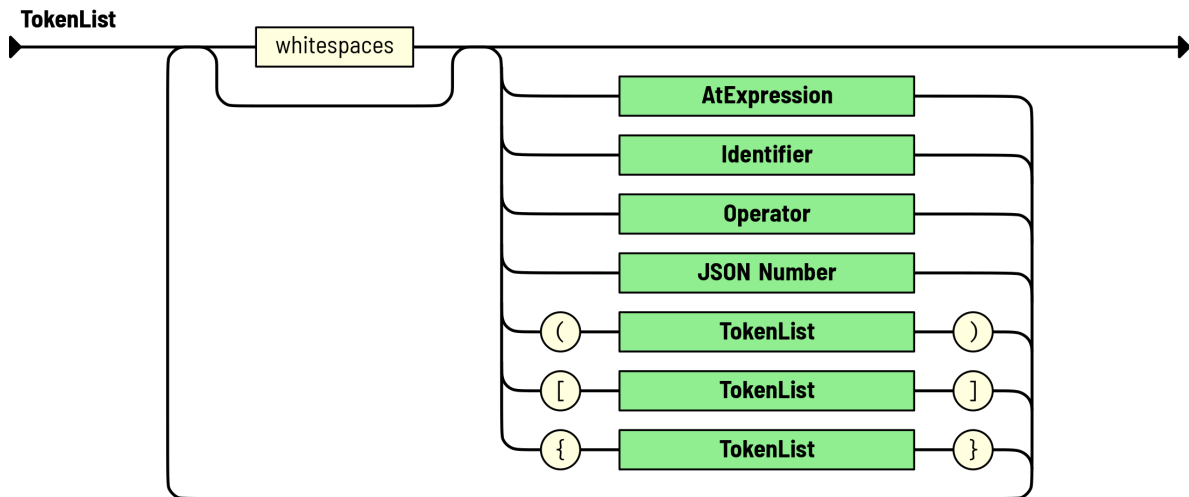 TokenList
whitespaces
AtExpression
Identifier
Operator
JSON Number
( TokenList )
[ TokenList ]
{ TokenList }